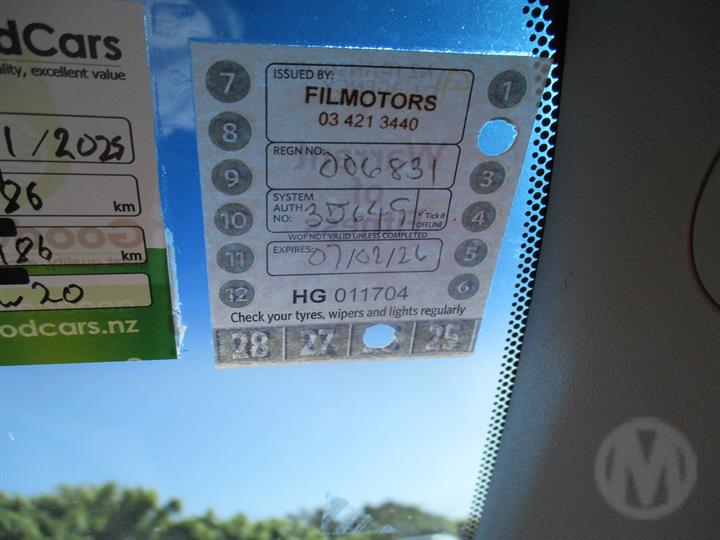 odCars
ality, excellent value
1/2025
86 km
186 km
w20
odcars.nz
7 8 9 10 11 12
ISSUED BY:
FILMOTORS
03 421 3440
REGN NO:
SYSTEM AUTH NO:
Tick if OFFLINE
WOF NOT VALID UNLESS COMPLETED
EXPIRES: 07/02/26
HG 011704
Check your tyres, wipers and lights regularly
1 3 4 5 6
28 27 25
M